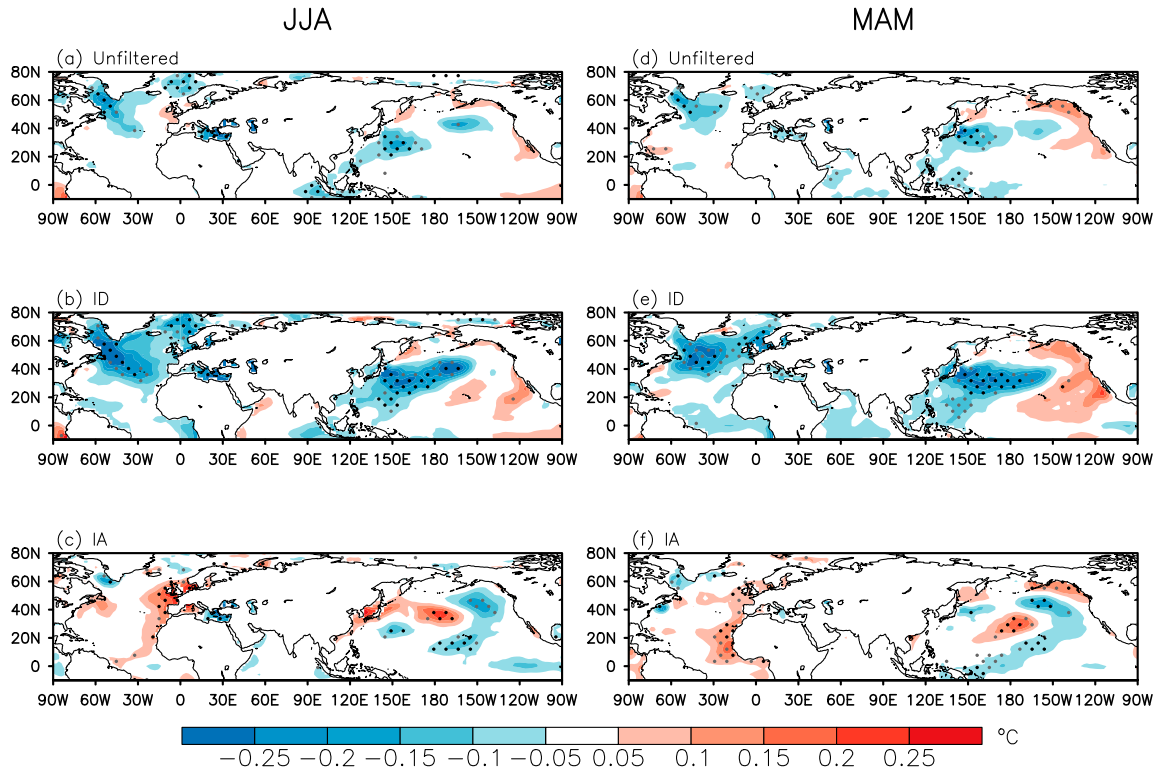 JJA MAM
(a) Unfiltered (d) Unfiltered
80N 80N
60N 60N
40N 40N
20N 20N
0 0
90W 60W 30W 0 30E 60E 90E 120E 150E 180 150W 120W 90W 90W 60W 30W 0 30E 60E 90E 120E 150E 180 150W 120W 90W
(b) ID (e) ID
80N 80N
60N 60N
40N 40N
20N 20N
0 0
90W 60W 30W 0 30E 60E 90E 120E 150E 180 150W 120W 90W 90W 60W 30W 0 30E 60E 90E 120E 150E 180 150W 120W 90W
(c) IA (f) IA
80N 80N
60N 60N
40N 40N
20N 20N
0 0
90W 60W 30W 0 30E 60E 90E 120E 150E 180 150W 120W 90W 90W 60W 30W 0 30E 60E 90E 120E 150E 180 150W 120W 90W
°C
-0.25 -0.2 -0.15 -0.1 -0.05 0.05 0.1 0.15 0.2 0.25